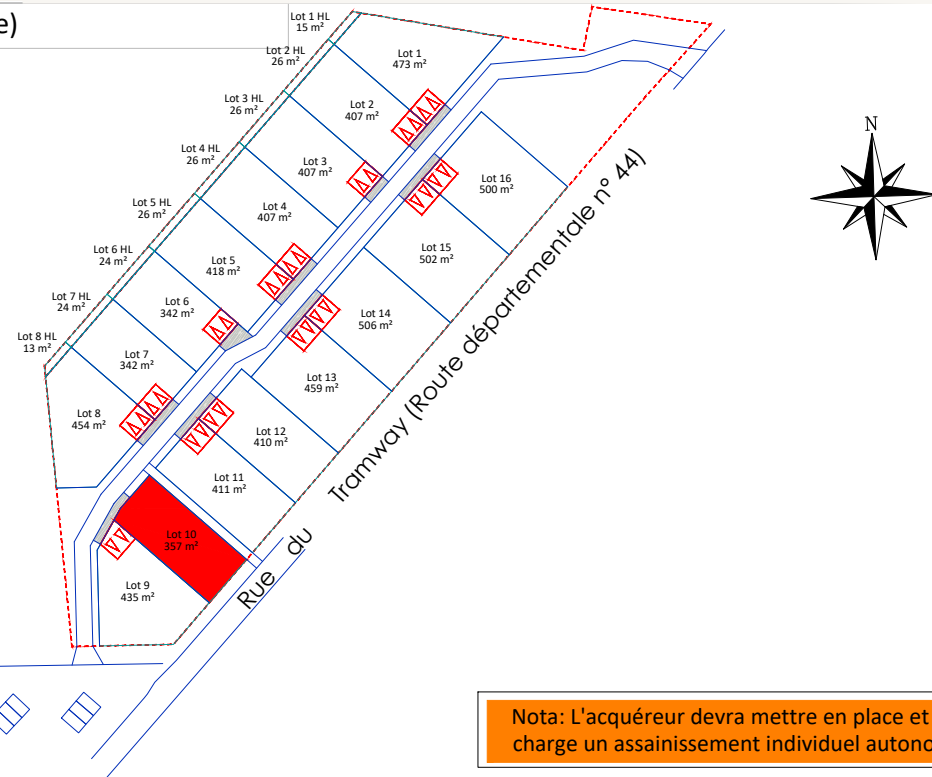 e)
Lot 1 HL
15 m²
Lot 2 HL
26 m²
Lot 3 HL
26 m²
Lot 4 HL
26 m²
Lot 5 HL
26 m²
Lot 6 HL
24 m²
Lot 7 HL
24 m²
Lot 8 HL
13 m²
Lot 1
473 m²
Lot 2
407 m²
Lot 3
407 m²
Lot 4
407 m²
Lot 5
418 m²
Lot 6
342 m²
Lot 7
342 m²
Lot 8
454 m²
Lot 16
500 m²
Lot 15
502 m²
Lot 14
506 m²
Lot 13
459 m²
Lot 12
410 m²
Lot 11
411 m²
Lot 10
357 m²
Lot 9
435 m²
Rue du Tramway (Route départementale n° 44)
N
Nota: L'acquéreur devra mettre en place et
charge un assainissement individuel autono